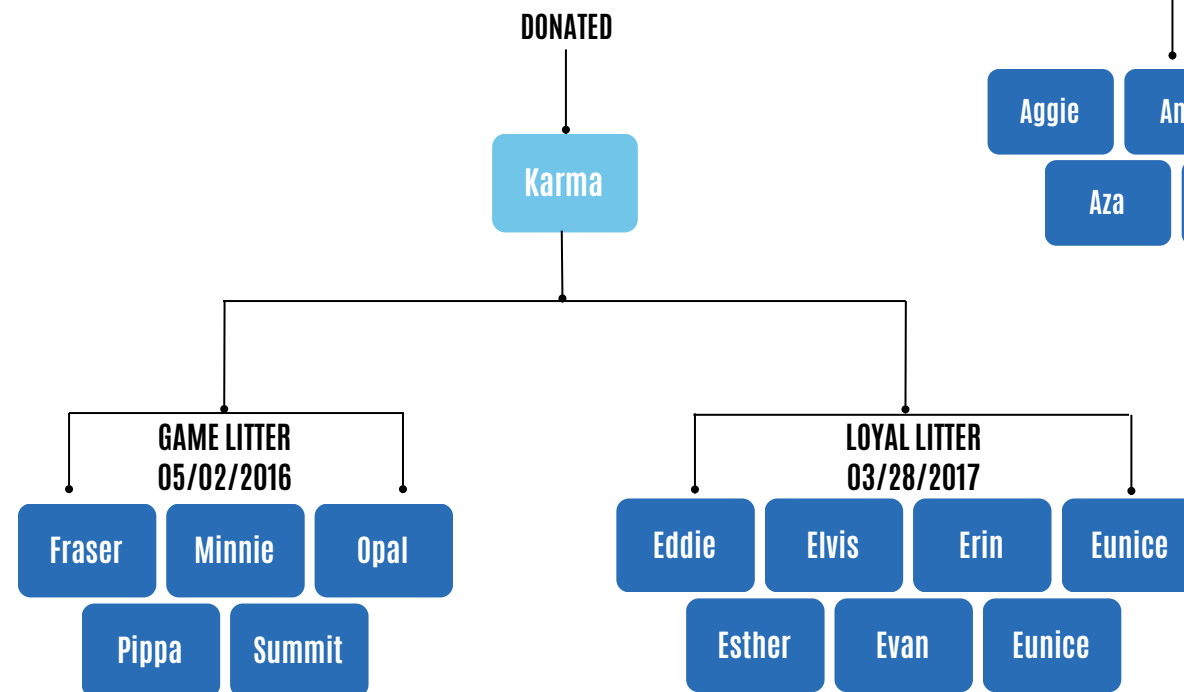 DONATED
Karma
Aggie
Aza
GAME LITTER
05/02/2016
Fraser Minnie Opal
Pippa Summit
LOYAL LITTER
03/28/2017
Eddie Elvis Erin Eunice
Esther Evan Eunice